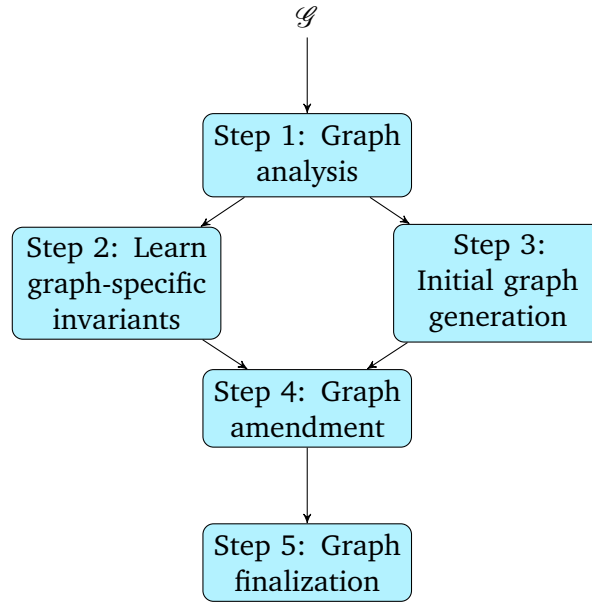 𝒢
Step 1: Graph
analysis
Step 2: Learn
graph-specific
invariants
Step 3:
Initial graph
generation
Step 4: Graph
amendment
Step 5: Graph
finalization